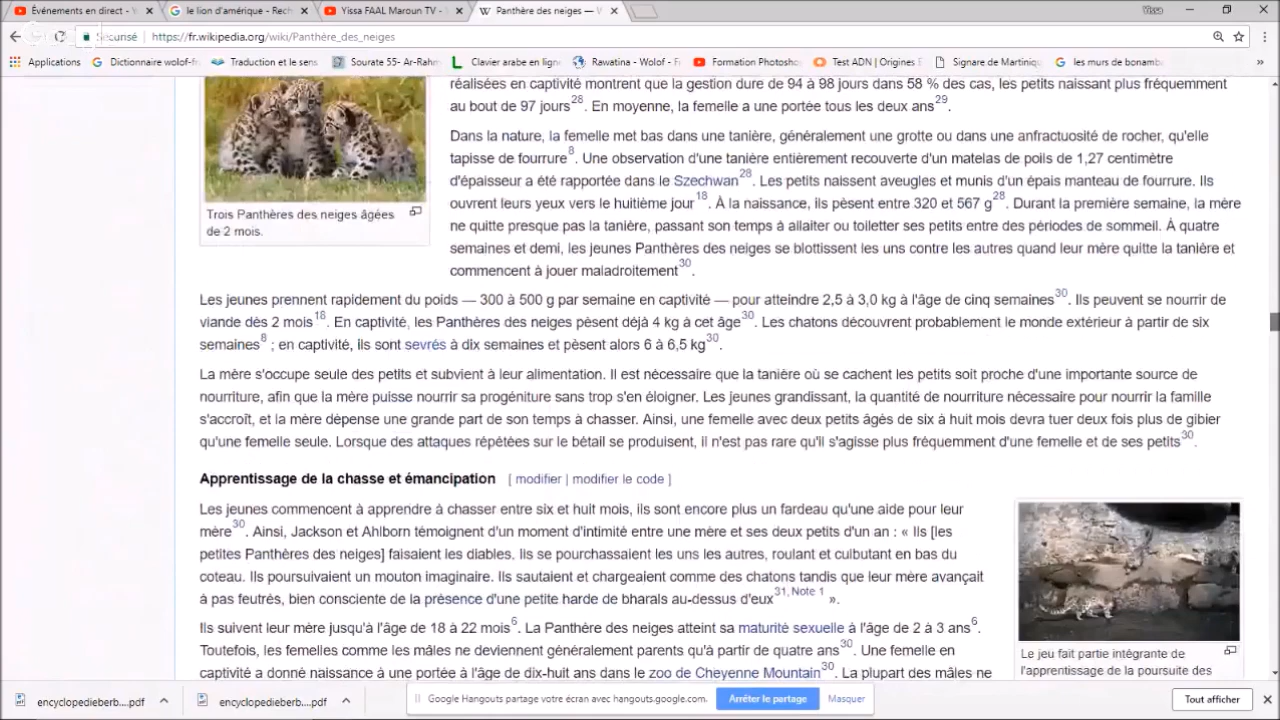 Événements en direct - Y
le lion d'amérique - Rech
Yissa FAAL Maroun TV -
Panthère des neiges — V
Yissa
Sécurisé
https://fr.wikipedia.org/wiki/Panthère_des_neiges
Applications
Dictionnaire wolof-fr
Traduction et le sens
Sourate 55- Ar-Rahm
Clavier arabe en ligne
Rawatina - Wolof - Fr
Formation Photosho
Test ADN | Origines E
Signare de Martiniq
les murs de bonamb
»
réalisées en captivité montrent que la gestion dure de 94 à 98 jours dans 58 % des cas, les petits naissant plus fréquemment
au bout de 97 jours28. En moyenne, la femelle a une portée tous les deux ans29.
Dans la nature, la femelle met bas dans une tanière, généralement une grotte ou dans une anfractuosité de rocher, qu'elle
tapisse de fourrure8. Une observation d'une tanière entièrement recouverte d'un matelas de poils de 1,27 centimètre
d'épaisseur a été rapportée dans le Szechwan28. Les petits naissent aveugles et munis d'un épais manteau de fourrure. Ils
ouvrent leurs yeux vers le huitième jour18. À la naissance, ils pèsent entre 320 et 567 g28. Durant la première semaine, la mère
ne quitte presque pas la tanière, passant son temps à allaiter ou toiletter ses petits entre des périodes de sommeil. À quatre
semaines et demi, les jeunes Panthères des neiges se blottissent les uns contre les autres quand leur mère quitte la tanière et
commencent à jouer maladroitement30.
Trois Panthères des neiges âgées
de 2 mois.
Les jeunes prennent rapidement du poids — 300 à 500 g par semaine en captivité — pour atteindre 2,5 à 3,0 kg à l'âge de cinq semaines30. Ils peuvent se nourrir de
viande dès 2 mois18. En captivité, les Panthères des neiges pèsent déjà 4 kg à cet âge30. Les chatons découvrent probablement le monde extérieur à partir de six
semaines8 ; en captivité, ils sont sevrés à dix semaines et pèsent alors 6 à 6,5 kg30.
La mère s'occupe seule des petits et subvient à leur alimentation. Il est nécessaire que la tanière où se cachent les petits soit proche d'une importante source de
nourriture, afin que la mère puisse nourrir sa progéniture sans trop s'en éloigner. Les jeunes grandissant, la quantité de nourriture nécessaire pour nourrir la famille
s'accroît, et la mère dépense une grande part de son temps à chasser. Ainsi, une femelle avec deux petits âgés de six à huit mois devra tuer deux fois plus de gibier
qu'une femelle seule. Lorsque des attaques répétées sur le bétail se produisent, il n'est pas rare qu'il s'agisse plus fréquemment d'une femelle et de ses petits30.
Apprentissage de la chasse et émancipation [ modifier | modifier le code ]
Les jeunes commencent à apprendre à chasser entre six et huit mois, ils sont encore plus un fardeau qu'une aide pour leur
mère30. Ainsi, Jackson et Ahlborn témoignent d'un moment d'intimité entre une mère et ses deux petits d'un an : « Ils [les
petites Panthères des neiges] faisaient les diables. Ils se pourchassaient les uns les autres, roulant et culbutant en bas du
coteau. Ils poursuivaient un mouton imaginaire. Ils sautaient et chargeaient comme des chatons tandis que leur mère avançait
à pas feutrés, bien consciente de la présence d'une petite harde de bharals au-dessus d'eux31, Note 1 ».
Ils suivent leur mère jusqu'à l'âge de 18 à 22 mois6. La Panthère des neiges atteint sa maturité sexuelle à l'âge de 2 à 3 ans6.
Toutefois, les femelles comme les mâles ne deviennent généralement parents qu'à partir de quatre ans30. Une femelle en
captivité a donné naissance à une portée à l'âge de dix-huit ans dans le zoo de Cheyenne Mountain30. La plupart des mâles ne
Le jeu fait partie intégrante de
l'apprentissage de la poursuite des
berb...pdf
encyclopedieberb....pdf
Google Hangouts partage votre écran avec hangouts.google.com.
Arrêter le partage
Masquer
Tout afficher